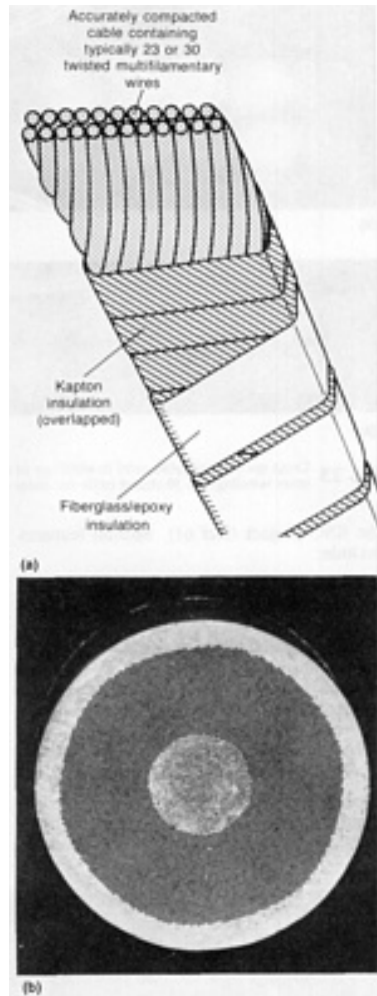 Accurately compacted
cable containing
typically 23 or 30
twisted multifilamentary
wires
Kapton
insulation
(overlapped)
Fiberglass/epoxy
insulation
(a)
(b)